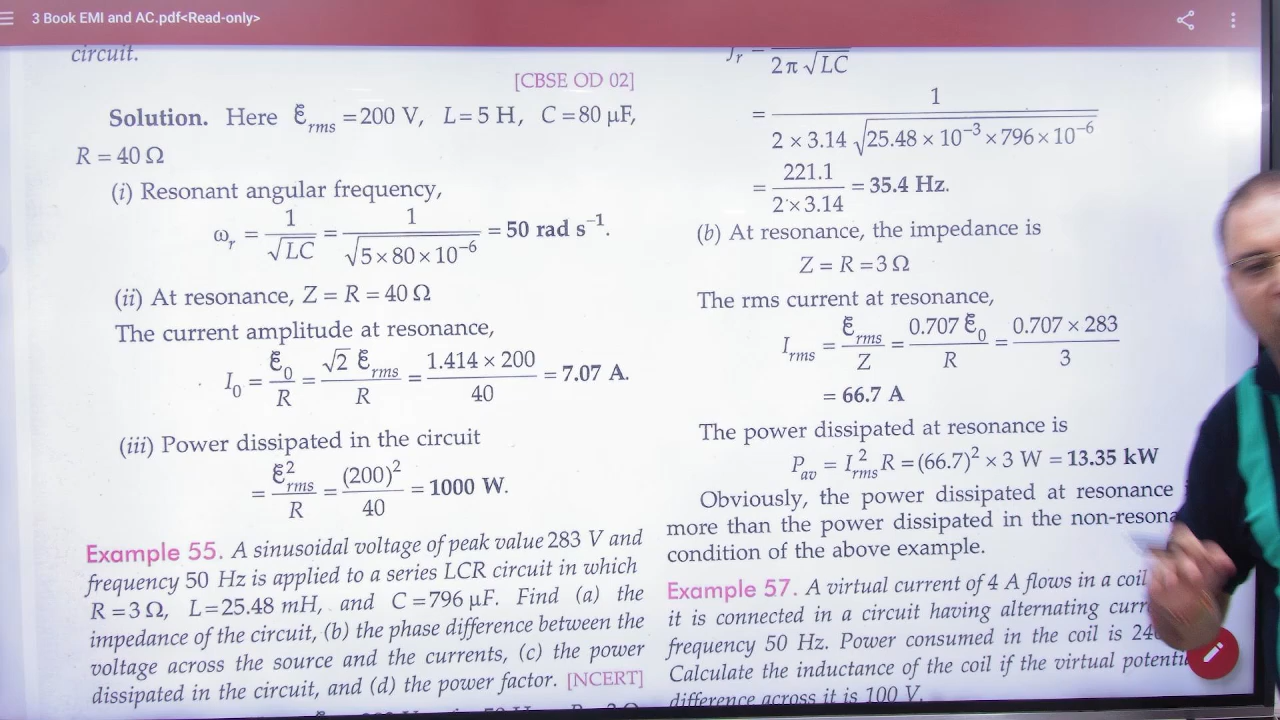 3 Book EMI and AC.pdf<Read-only>
circuit.
[CBSE OD 02]
Solution. Here ℰrms = 200 V, L = 5 H, C = 80 μF,
R = 40 Ω
(i) Resonant angular frequency,
ωr = 1/√LC = 1/√5 × 80 × 10⁻⁶ = 50 rad s⁻¹.
(ii) At resonance, Z = R = 40 Ω
The current amplitude at resonance,
I0 = ℰ0/R = √2 ℰrms/R = 1.414 × 200/40 = 7.07 A.
(iii) Power dissipated in the circuit
= ℰ²rms/R = (200)²/40 = 1000 W.
Example 55. A sinusoidal voltage of peak value 283 V and
frequency 50 Hz is applied to a series LCR circuit in which
R = 3 Ω, L = 25.48 mH, and C = 796 μF. Find (a) the
impedance of the circuit, (b) the phase difference between the
voltage across the source and the currents, (c) the power
dissipated in the circuit, and (d) the power factor. [NCERT]
2π √LC
= 1/2 × 3.14 √25.48 × 10⁻³ × 796 × 10⁻⁶
= 221.1/2 × 3.14 = 35.4 Hz.
(b) At resonance, the impedance is
Z = R = 3 Ω
The rms current at resonance,
Irms = ℰrms/Z = 0.707 ℰ0/R = 0.707 × 283/3
= 66.7 A
The power dissipated at resonance is
Pav = I²rms R = (66.7)² × 3 W = 13.35 kW
Obviously, the power dissipated at resonance
more than the power dissipated in the non-resona
condition of the above example.
Example 57. A virtual current of 4 A flows in a coil
it is connected in a circuit having alternating curr
frequency 50 Hz. Power consumed in the coil is 24
Calculate the inductance of the coil if the virtual potenti
difference across it is 100 V.